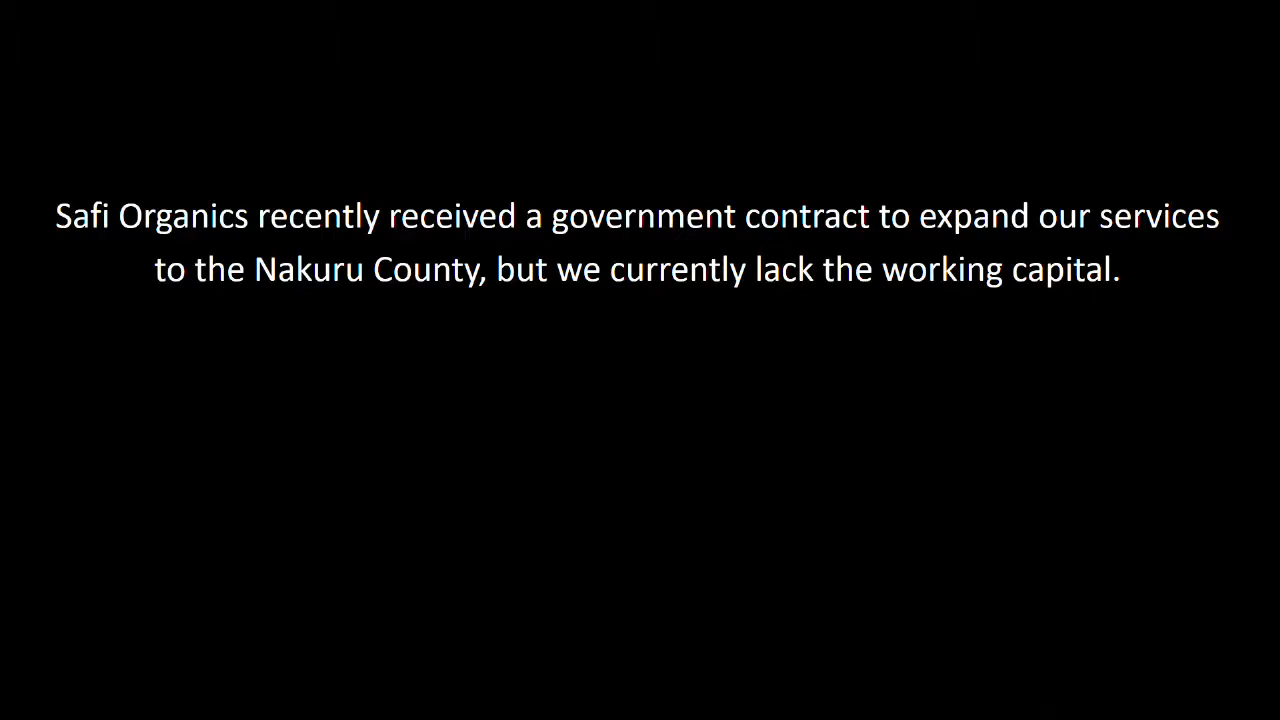 Safi Organics recently received a government contract to expand our services
to the Nakuru County, but we currently lack the working capital.